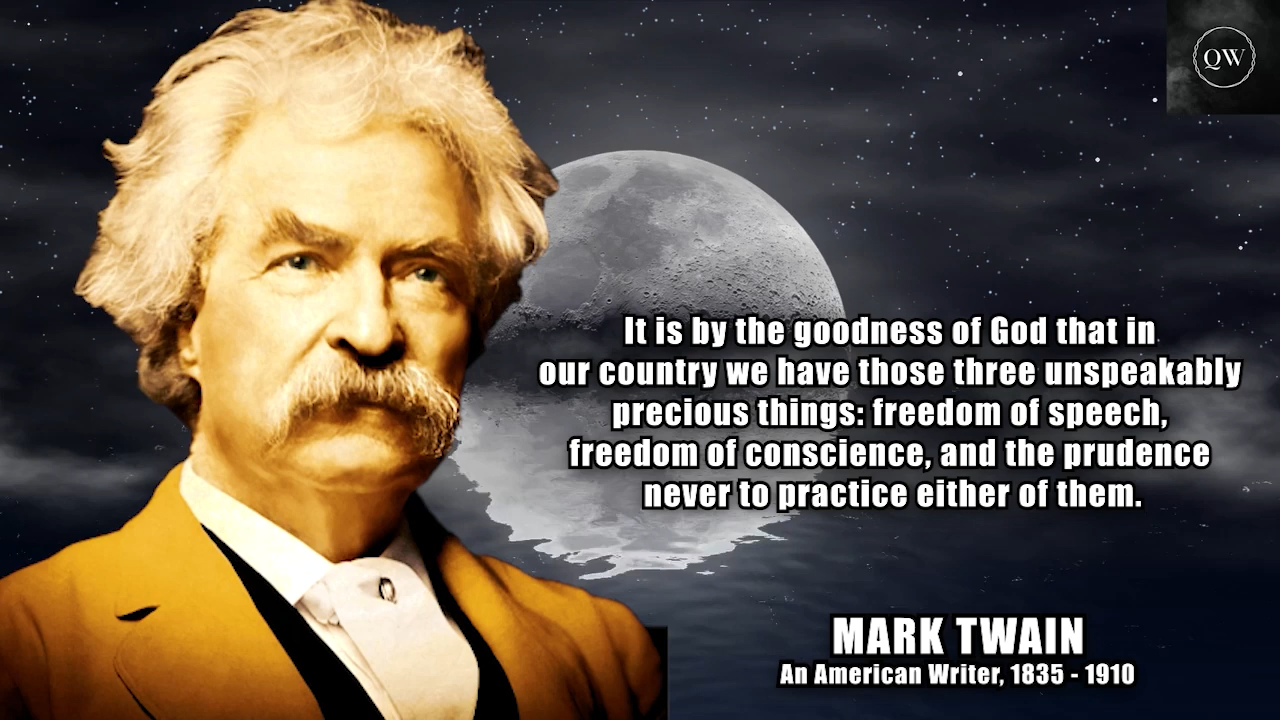 QW
It is by the goodness of God that in
our country we have those three unspeakably
precious things: freedom of speech,
freedom of conscience, and the prudence
never to practice either of them.
MARK TWAIN
An American Writer, 1835 - 1910